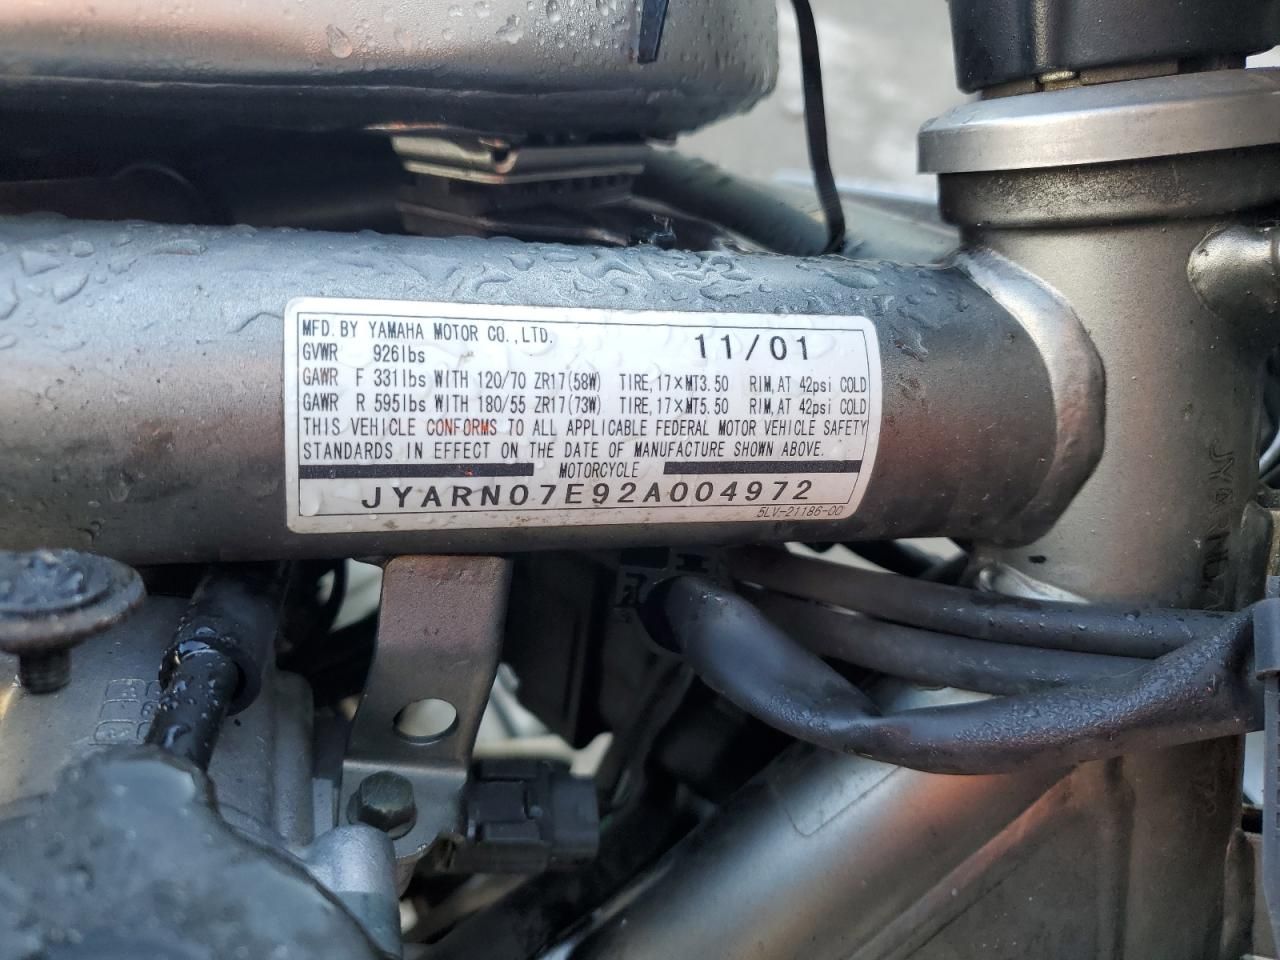 MFD. BY YAMAHA MOTOR CO.,LTD.
GVWR 926lbs 11/01
GAWR F 331lbs WITH 120/70 ZR17(58W) TIRE, 17×MT3.50 RIM, AT 42psi COLD
GAWR R 595lbs WITH 180/55 ZR17(73W) TIRE, 17×MT5.50 RIM, AT 42psi COLD
THIS VEHICLE CONFORMS TO ALL APPLICABLE FEDERAL MOTOR VEHICLE SAFETY
STANDARDS IN EFFECT ON THE DATE OF MANUFACTURE SHOWN ABOVE.
MOTORCYCLE
JYARN07E92A004972
5LV-21186-00